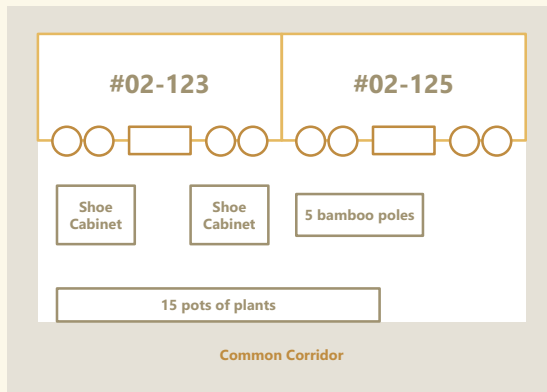 #02-123
#02-125
Shoe
Cabinet
Shoe
Cabinet
5 bamboo poles
15 pots of plants
Common Corridor